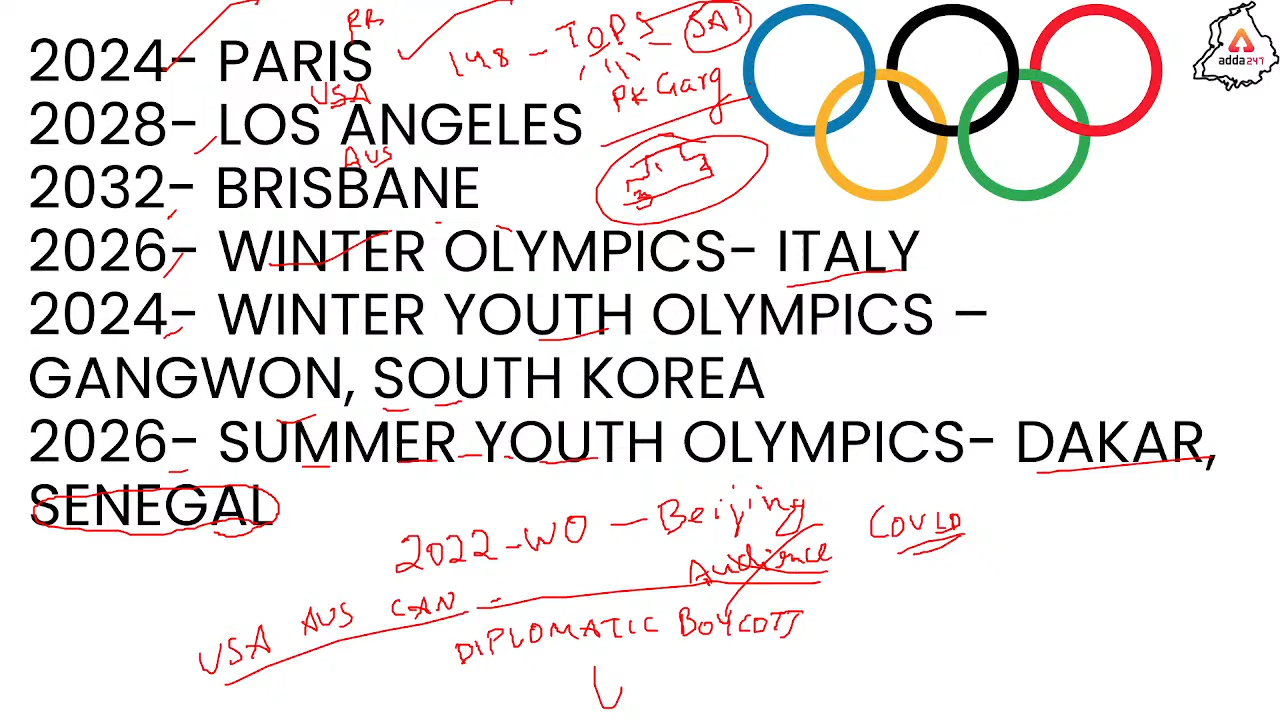 148 - TOPS - SAI
adda247
2024- PARIS
PK Garg
USA
2028- LOS ANGELES
AUS
2032- BRISBANE
2026- WINTER OLYMPICS- ITALY
2024- WINTER YOUTH OLYMPICS –
GANGWON, SOUTH KOREA
2026- SUMMER YOUTH OLYMPICS- DAKAR,
SENEGAL
2022-WO - Beijing COVID
Audience
USA AUS CAN -
DIPLOMATIC BOYCOTT